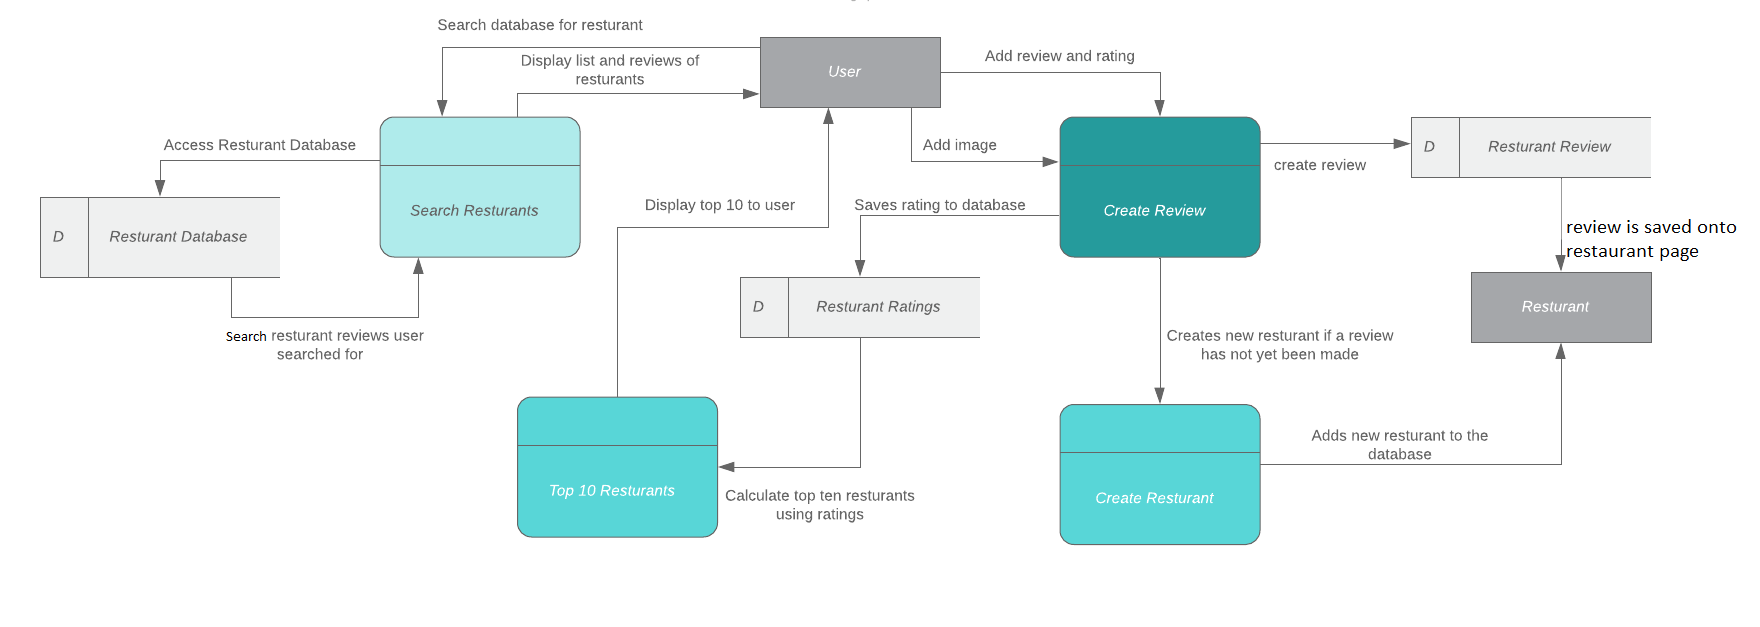 Search database for resturant
Display list and reviews of
resturants
User
Add review and rating
Access Resturant Database
Add image
D
Resturant Review
create review
Search Resturants
Display top 10 to user
Saves rating to database
Create Review
D
Resturant Database
review is saved onto
restaurant page
D
Resturant Ratings
Resturant
Search resturant reviews user
searched for
Creates new resturant if a review
has not yet been made
Adds new resturant to the
database
Top 10 Resturants
Calculate top ten resturants
using ratings
Create Resturant